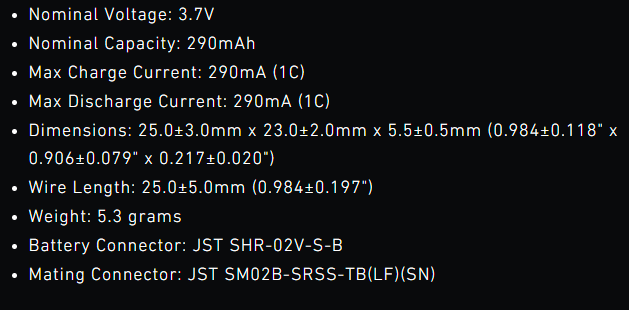 • Nominal Voltage: 3.7V
• Nominal Capacity: 290mAh
• Max Charge Current: 290mA (1C)
• Max Discharge Current: 290mA (1C)
• Dimensions: 25.0±3.0mm x 23.0±2.0mm x 5.5±0.5mm (0.984±0.118" x
0.906±0.079" x 0.217±0.020")
• Wire Length: 25.0±5.0mm (0.984±0.197")
• Weight: 5.3 grams
• Battery Connector: JST SHR-02V-S-B
• Mating Connector: JST SM02B-SRSS-TB(LF)(SN)